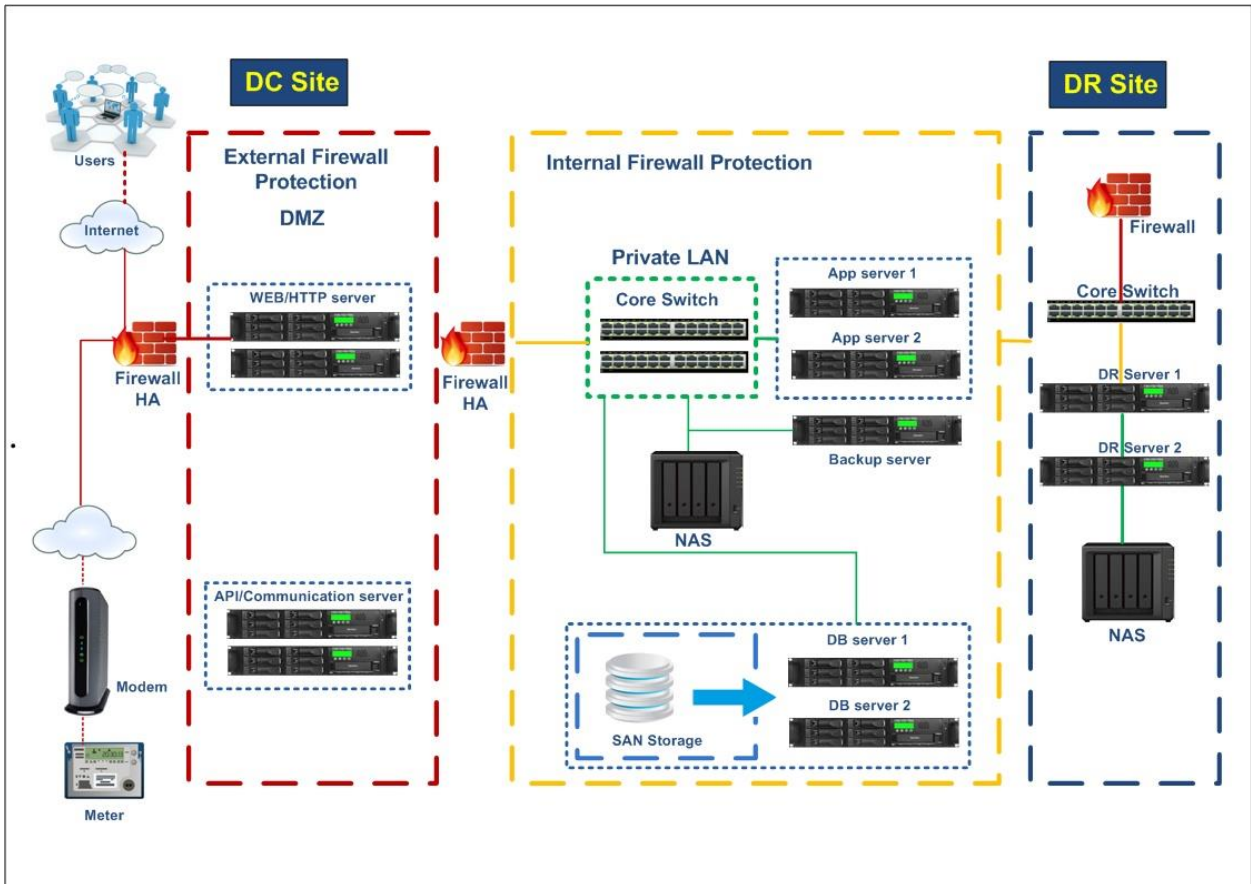 DC Site
DR Site
Users
Internet
Firewall
HA
Modem
Meter
External Firewall
Protection
DMZ
WEB/HTTP server
API/Communication server
Firewall
HA
Internal Firewall Protection
Private LAN
Core Switch
App server 1
App server 2
Backup server
NAS
DB server 1
DB server 2
SAN Storage
Firewall
Core Switch
DR Server 1
DR Server 2
NAS